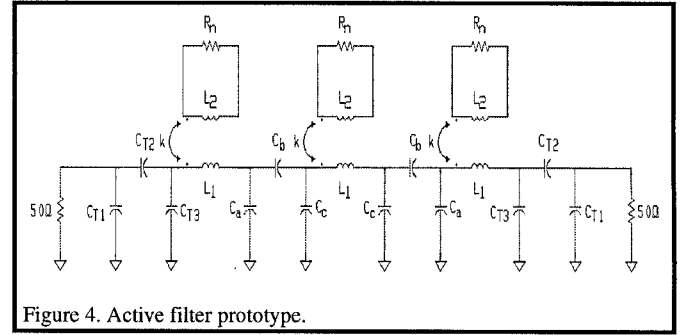 Rn Rn Rn
L2 L2 L2
CT2 k Cb k Cb k CT2
L1 L1 L1
50Ω CT1 CT3 Ca Cc Cc Ca CT3 CT1 50Ω
Figure 4. Active filter prototype.